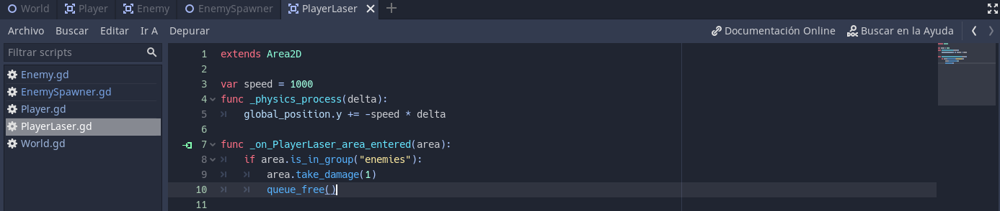 World Player Enemy EnemySpawner PlayerLaser
Archivo Buscar Editar Ir A Depurar Documentación Online Buscar en la Ayuda
Filtrar scripts
Enemy.gd
EnemySpawner.gd
Player.gd
PlayerLaser.gd
World.gd
1 extends Area2D
2
3 var speed = 1000
4 func _physics_process(delta):
5 global_position.y += -speed * delta
6
7 func _on_PlayerLaser_area_entered(area):
8 if area.is_in_group("enemies"):
9 area.take_damage(1)
10 queue_free()
11